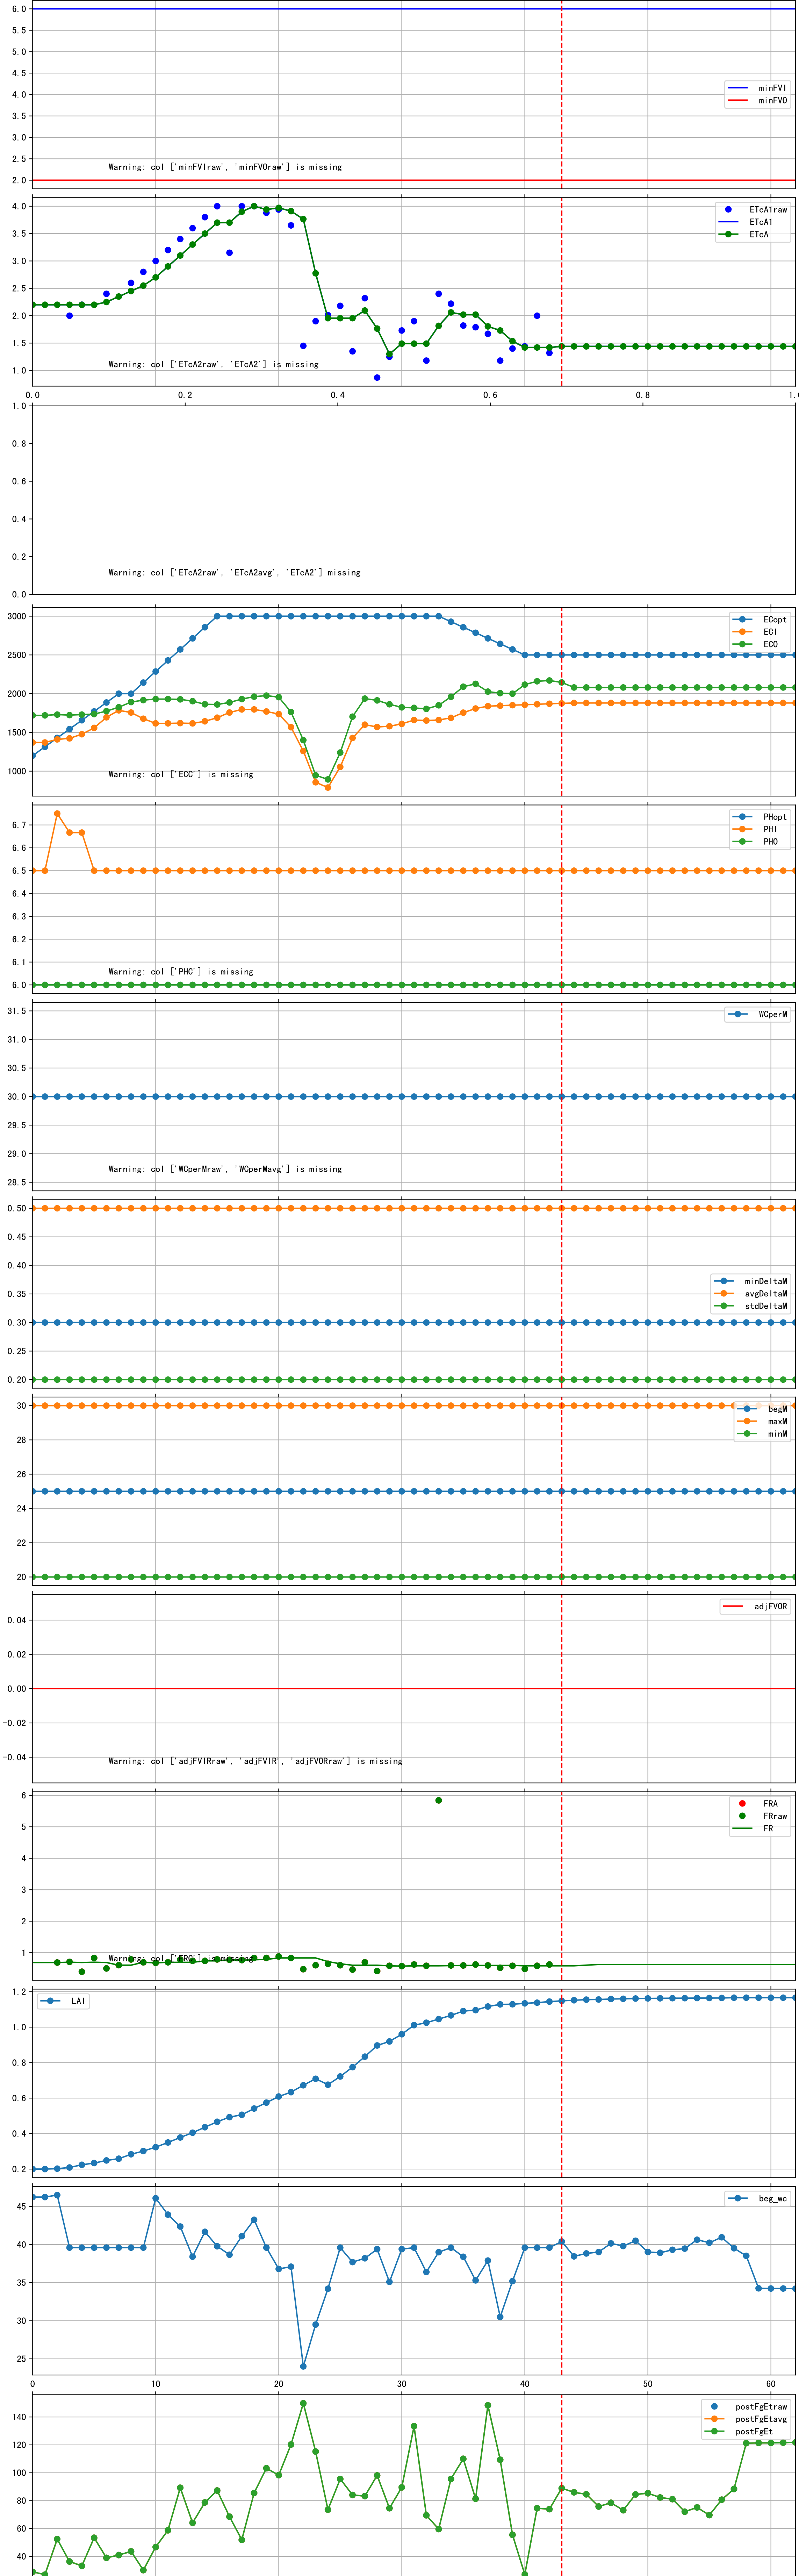 6.0
5.5
5.0
4.5
4.0
3.5
3.0
2.5
2.0
minFVI
minFVO
Warning: col ['minFVIraw', 'minFVOraw'] is missing
4.0
3.5
3.0
2.5
2.0
1.5
1.0
ETcA1raw
ETcA1
ETcA
Warning: col ['ETcA2raw', 'ETcA2'] is missing
0.0 0.2 0.4 0.6 0.8 1.
1.0
0.8
0.6
0.4
0.2
0.0
Warning: col ['ETcA2raw', 'ETcA2avg', 'ETcA2'] missing
3000
2500
2000
1500
1000
ECopt
ECI
ECO
Warning: col ['ECC'] is missing
6.7
6.6
6.5
6.4
6.3
6.2
6.1
6.0
PHopt
PHI
PHO
Warning: col ['PHC'] is missing
31.5
31.0
30.5
30.0
29.5
29.0
28.5
WCperM
Warning: col ['WCperMraw', 'WCperMavg'] is missing
0.50
0.45
0.40
0.35
0.30
0.25
0.20
minDeltaM
avgDeltaM
stdDeltaM
30
28
26
24
22
20
begM
maxM
minM
0.04
0.02
0.00
−0.02
−0.04
adjFVOR
Warning: col ['adjFVIRraw', 'adjFVIR', 'adjFVORraw'] is missing
6
5
4
3
2
1
FRA
FRraw
FR
Warning: col ['FRC'] is missing
1.2
1.0
0.8
0.6
0.4
0.2
LAI
45
40
35
30
25
beg_wc
0 10 20 30 40 50 60
140
120
100
80
60
40
postFgEtraw
postFgEtavg
postFgEt